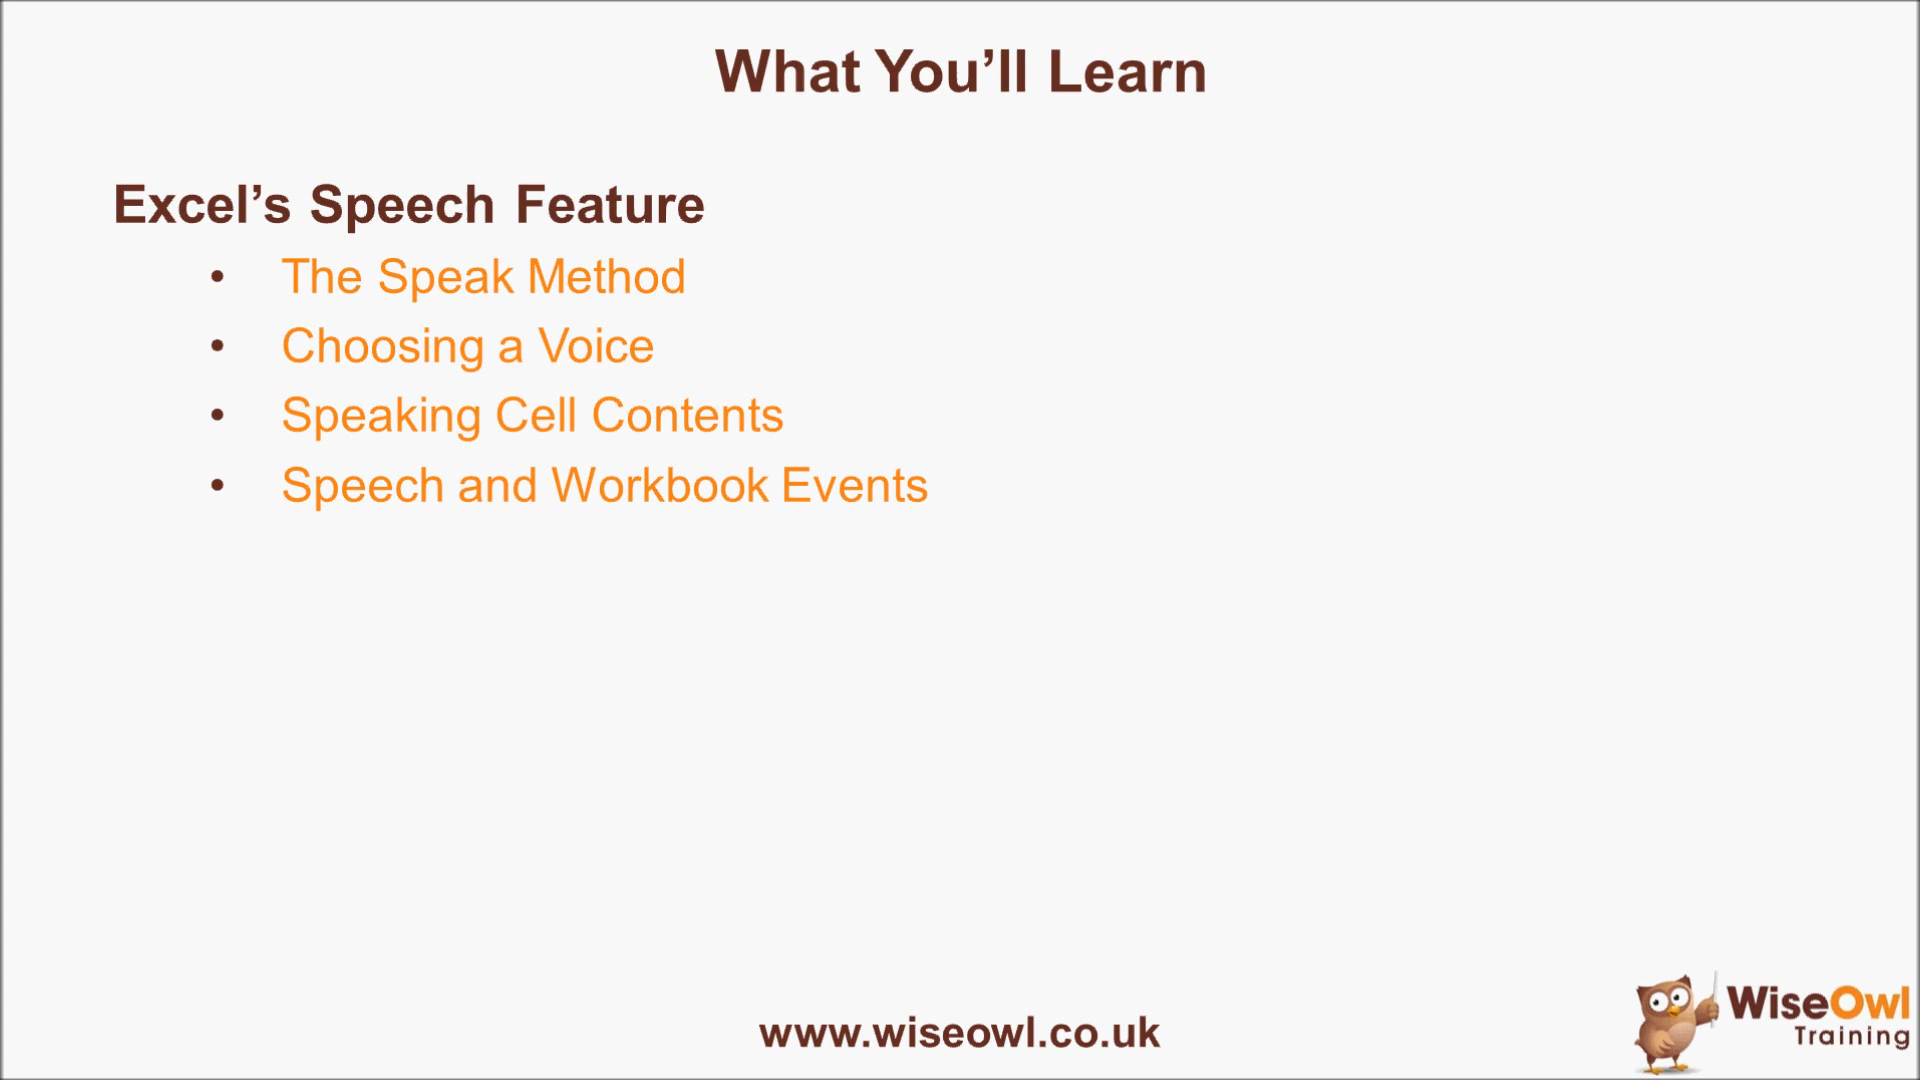 What You’ll Learn
Excel’s Speech Feature
• The Speak Method
• Choosing a Voice
• Speaking Cell Contents
• Speech and Workbook Events
www.wiseowl.co.uk
WiseOwl
Training